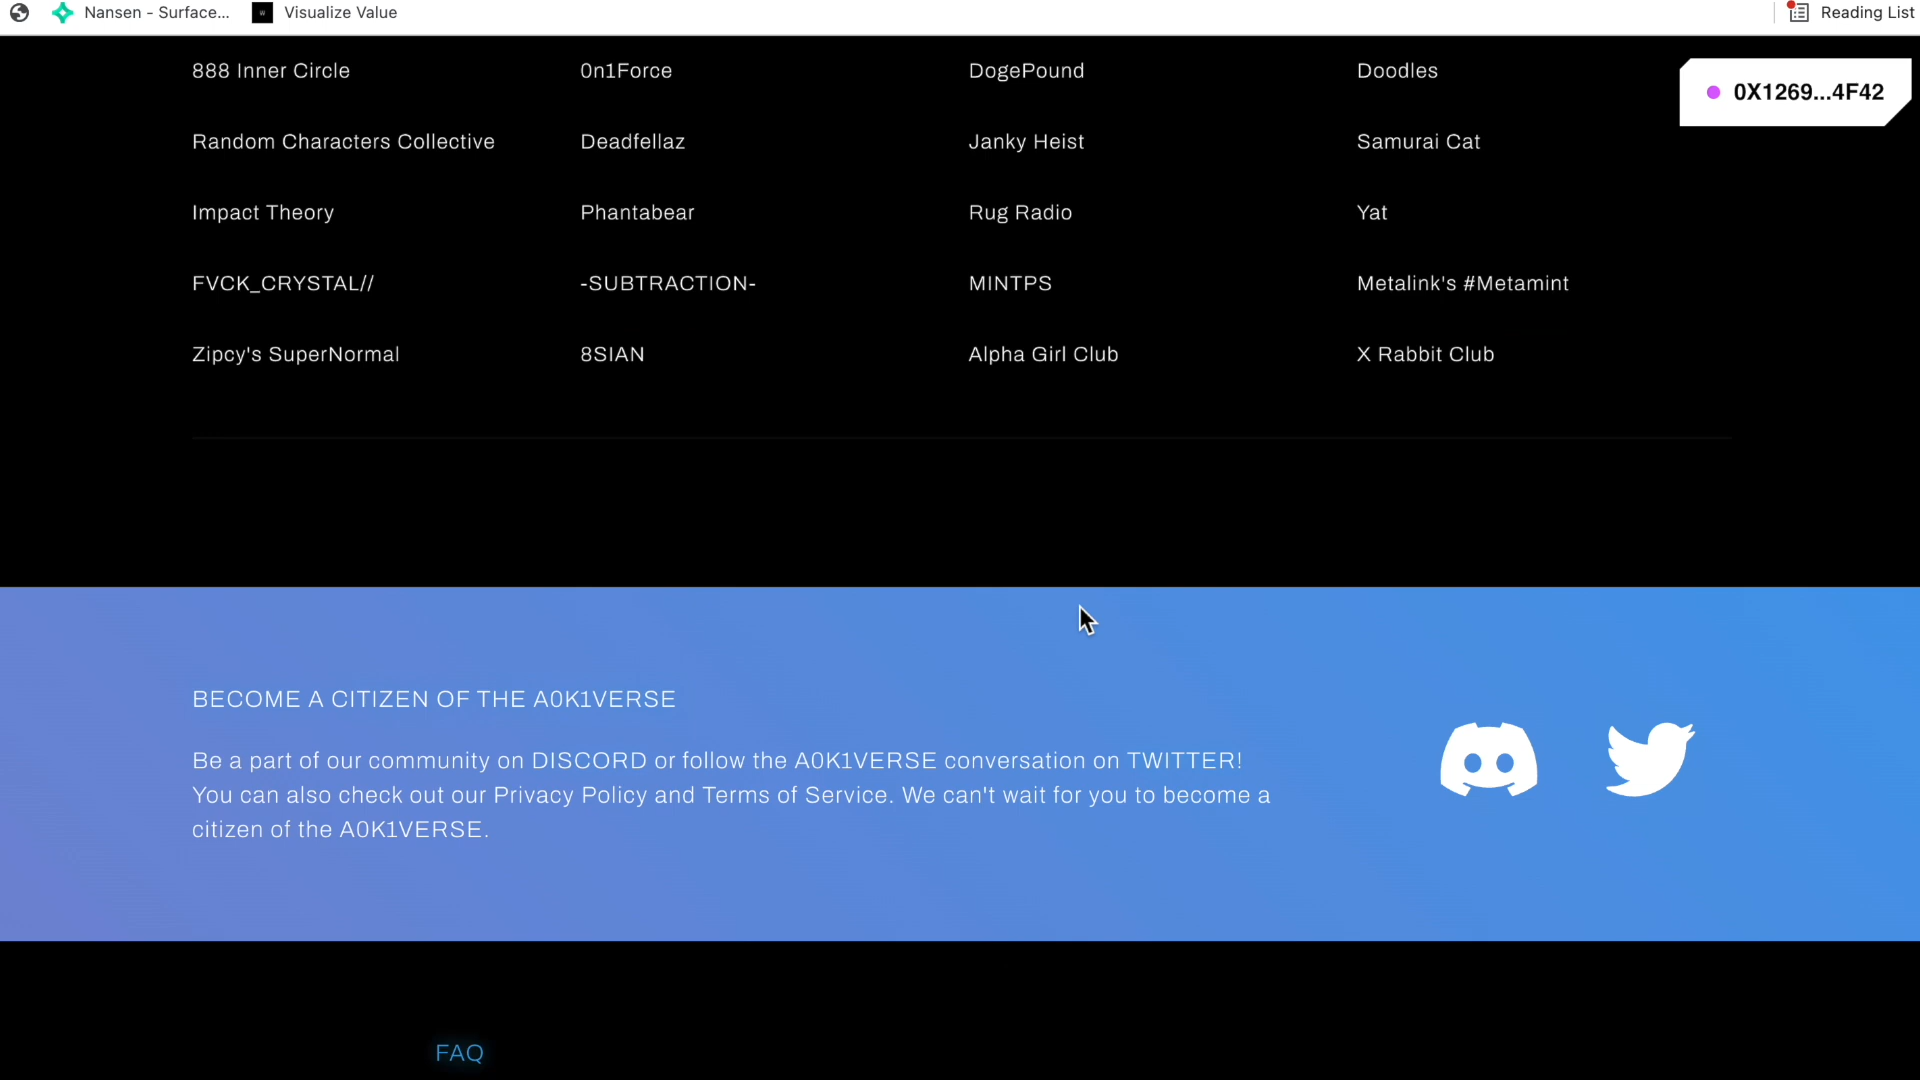 Nansen - Surface... Visualize Value Reading List
888 Inner Circle 0n1Force DogePound Doodles
0X1269...4F42
Random Characters Collective Deadfellaz Janky Heist Samurai Cat
Impact Theory Phantabear Rug Radio Yat
FVCK_CRYSTAL// -SUBTRACTION- MINTPS Metalink's #Metamint
Zipcy's SuperNormal 8SIAN Alpha Girl Club X Rabbit Club
BECOME A CITIZEN OF THE A0K1VERSE
Be a part of our community on DISCORD or follow the A0K1VERSE conversation on TWITTER!
You can also check out our Privacy Policy and Terms of Service. We can't wait for you to become a
citizen of the A0K1VERSE.
FAQ